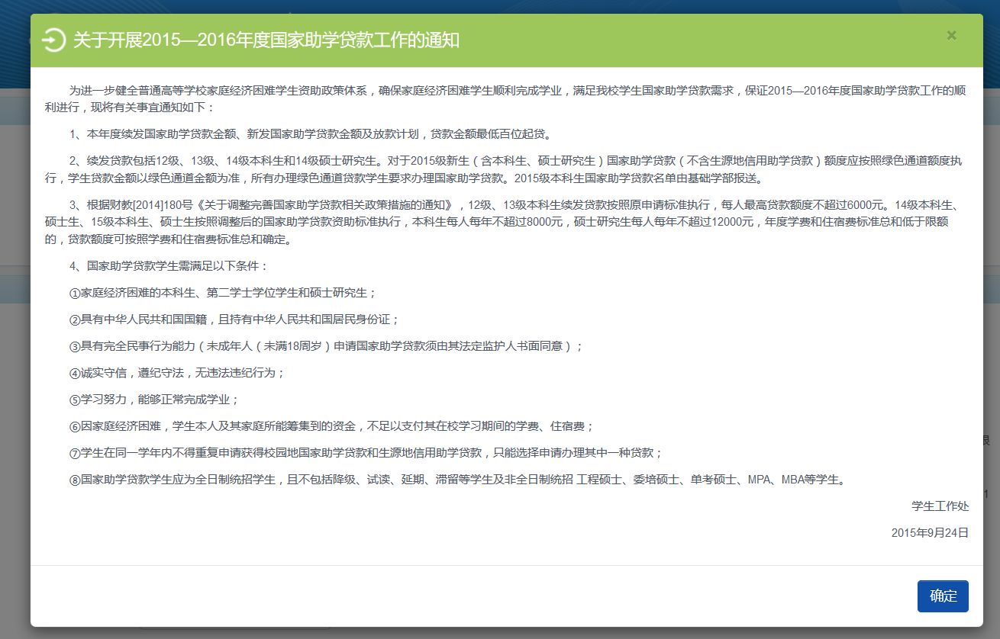 关于开展2015—2016年度国家助学贷款工作的通知
×
为进一步健全普通高等学校家庭经济困难学生资助政策体系，确保家庭经济困难学生顺利完成学业，满足我校学生国家助学贷款需求，保证2015—2016年度国家助学贷款工作的顺
利进行，现将有关事宜通知如下：
1、本年度续发国家助学贷款金额、新发国家助学贷款金额及放款计划，贷款金额最低百位起贷。
2、续发贷款包括12级、13级、14级本科生和14级硕士研究生。对于2015级新生（含本科生、硕士研究生）国家助学贷款（不含生源地信用助学贷款）额度应按照绿色通道额度执
行，学生贷款金额以绿色通道金额为准，所有办理绿色通道贷款学生要求办理国家助学贷款。2015级本科生国家助学贷款名单由基础学部报送。
3、根据财教[2014]180号《关于调整完善国家助学贷款相关政策措施的通知》，12级、13级本科生续发贷款按照原申请标准执行，每人最高贷款额度不超过6000元。14级本科生、
硕士生、15级本科生、硕士生按照调整后的国家助学贷款资助标准执行，本科生每人每年不超过8000元，硕士研究生每人每年不超过12000元，年度学费和住宿费标准总和低于限额
的，贷款额度可按照学费和住宿费标准总和确定。
4、国家助学贷款学生需满足以下条件：
①家庭经济困难的本科生、第二学士学位学生和硕士研究生；
②具有中华人民共和国国籍，且持有中华人民共和国居民身份证；
③具有完全民事行为能力（未成年人（未满18周岁）申请国家助学贷款须由其法定监护人书面同意）；
④诚实守信，遵纪守法，无违法违纪行为；
⑤学习努力，能够正常完成学业；
⑥因家庭经济困难，学生本人及其家庭所能筹集到的资金，不足以支付其在校学习期间的学费、住宿费；
⑦学生在同一学年内不得重复申请获得校园地国家助学贷款和生源地信用助学贷款，只能选择申请办理其中一种贷款；
⑧国家助学贷款学生应为全日制统招学生，且不包括降级、试读、延期、滞留等学生及非全日制统招 工程硕士、委培硕士、单考硕士、MPA、MBA等学生。
学生工作处
2015年9月24日
确定